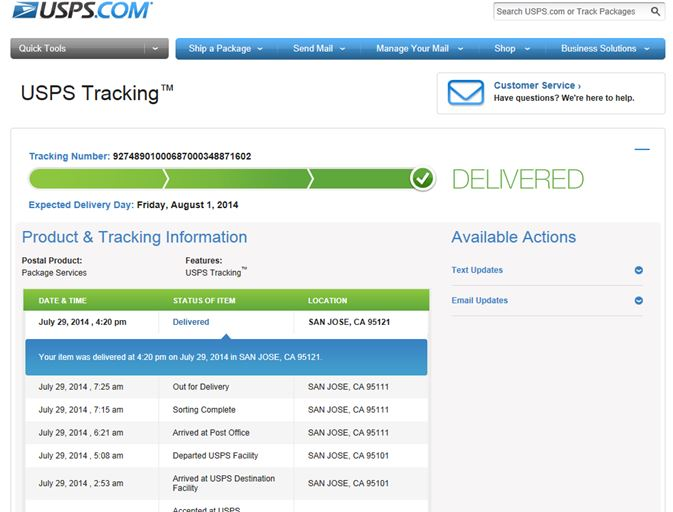 USPS.COM
Search USPS.com or Track Packages
Quick Tools
Ship a Package
Send Mail
Manage Your Mail
Shop
Business Solutions
USPS Tracking™
Customer Service ›
Have questions? We're here to help.
Tracking Number: 92748901000687000348871602
DELIVERED
Expected Delivery Day: Friday, August 1, 2014
Product & Tracking Information
Available Actions
Postal Product:
Features:
Package Services
USPS Tracking™
Text Updates
Email Updates
DATE & TIME STATUS OF ITEM LOCATION
July 29, 2014 , 4:20 pm Delivered SAN JOSE, CA 95121
Your item was delivered at 4:20 pm on July 29, 2014 in SAN JOSE, CA 95121.
July 29, 2014 , 7:25 am Out for Delivery SAN JOSE, CA 95111
July 29, 2014 , 7:15 am Sorting Complete SAN JOSE, CA 95111
July 29, 2014 , 6:21 am Arrived at Post Office SAN JOSE, CA 95111
July 29, 2014 , 5:08 am Departed USPS Facility SAN JOSE, CA 95101
July 29, 2014 , 2:53 am Arrived at USPS Destination Facility SAN JOSE, CA 95101
Accepted at USPS